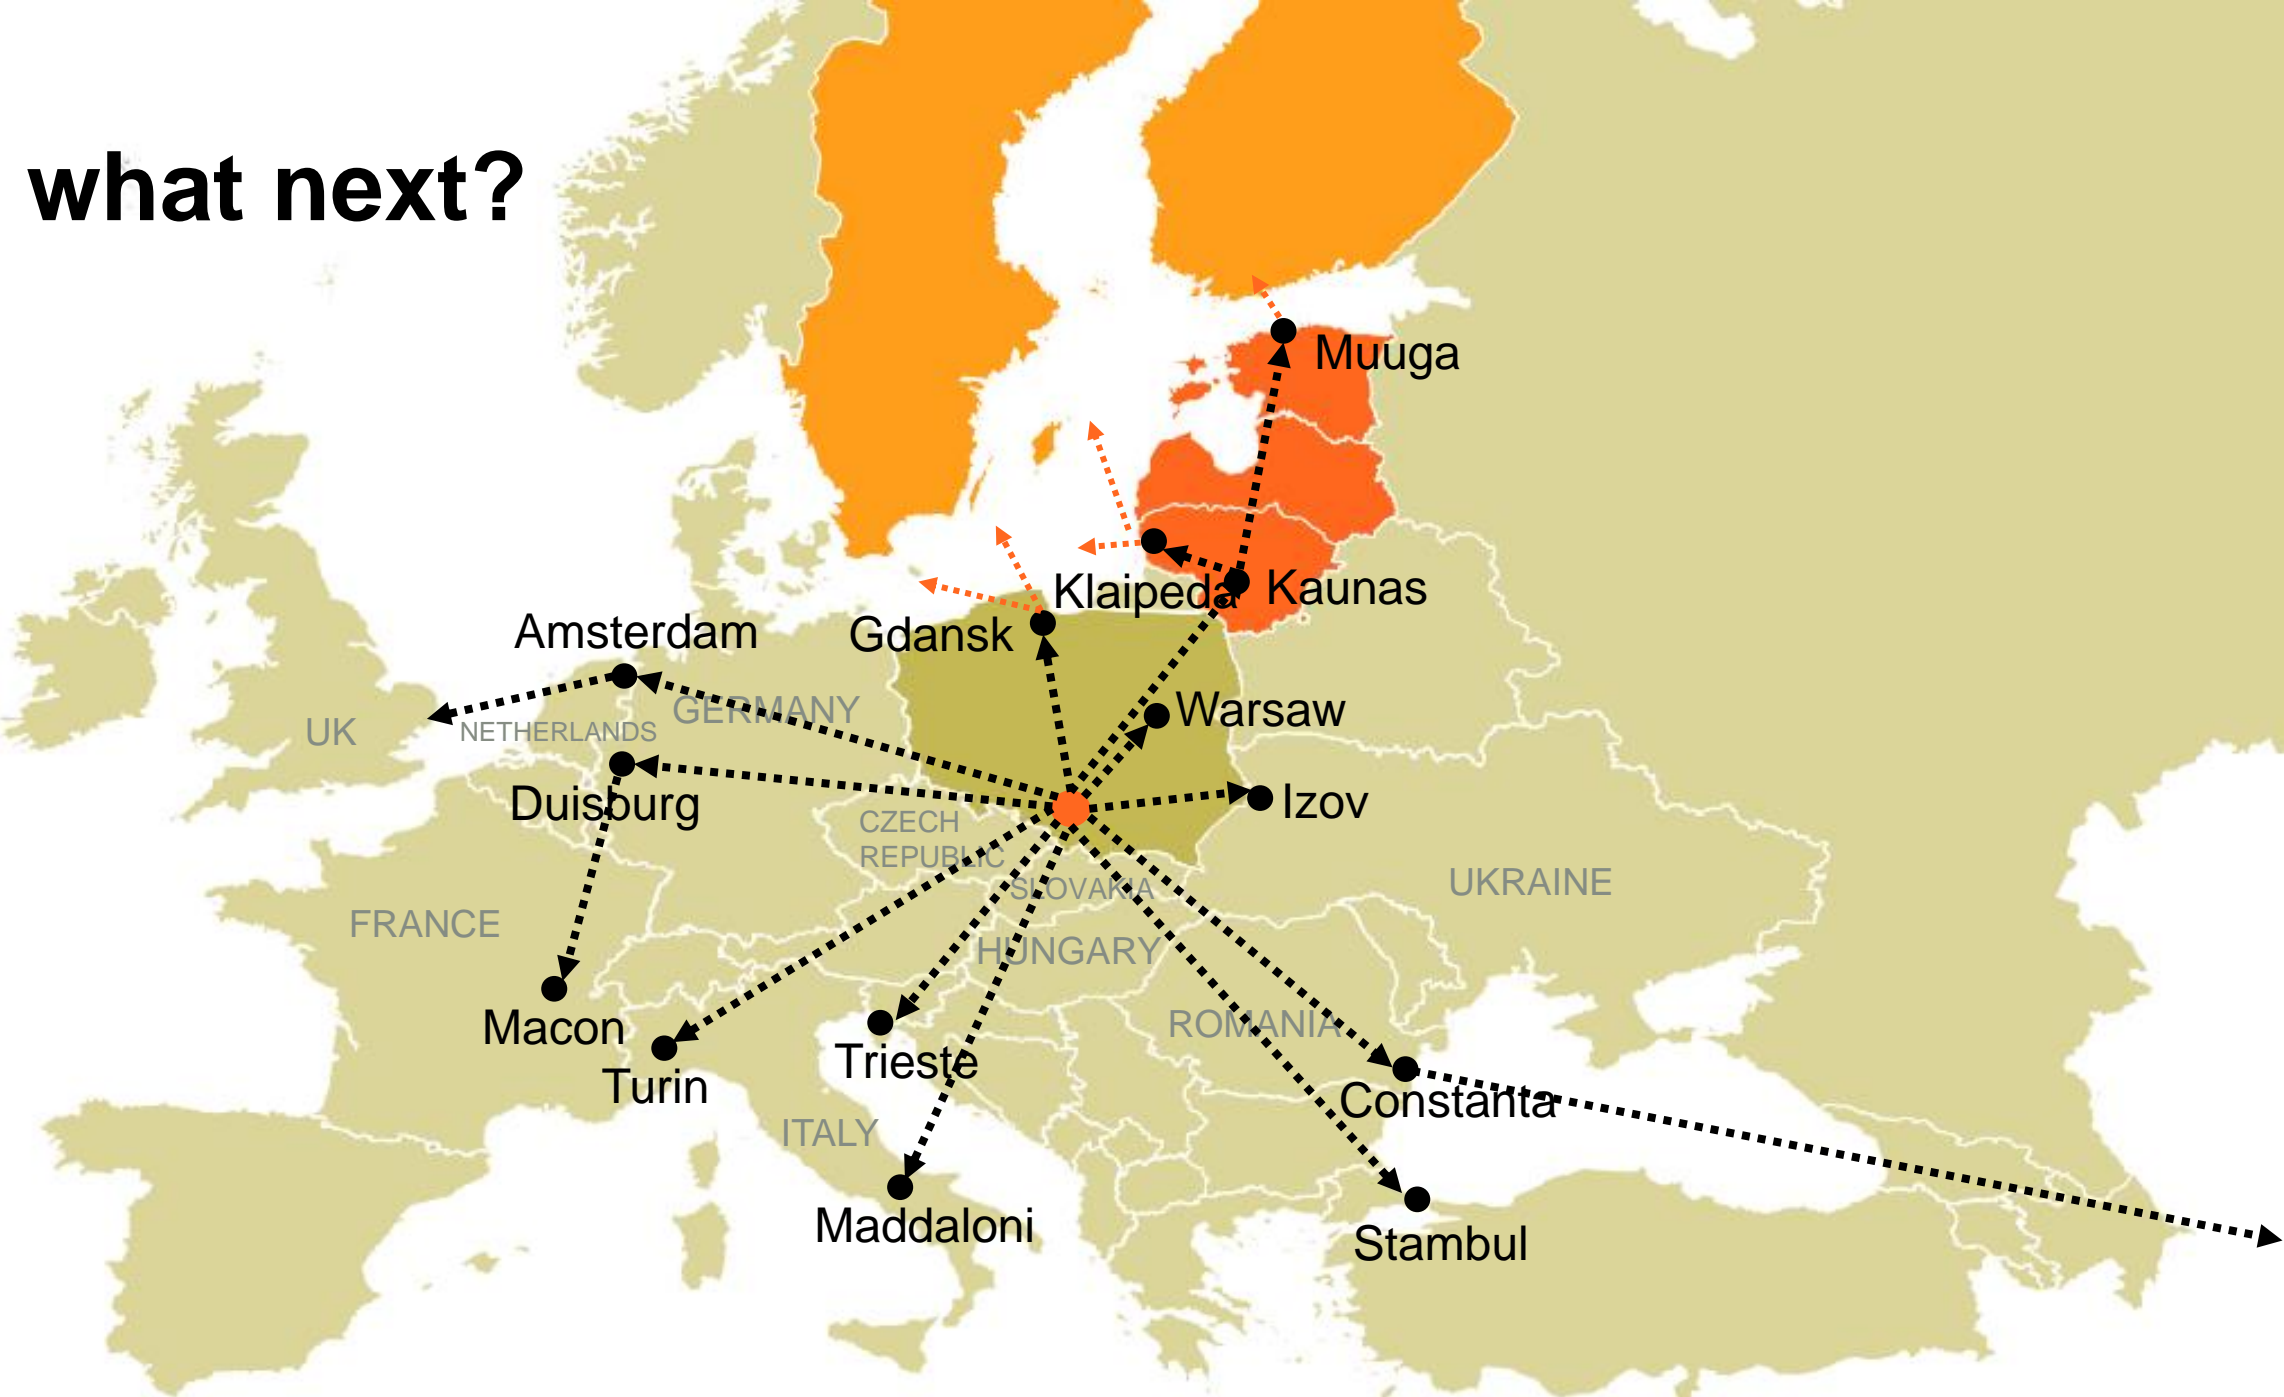 what next?
Muuga
Klaipeda
Kaunas
Amsterdam
Gdansk
GERMANY
Warsaw
UK
NETHERLANDS
Duisburg
Izov
CZECH
REPUBLIC
SLOVAKIA
UKRAINE
FRANCE
HUNGARY
Macon
ROMANIA
Trieste
Turin
Constanta
ITALY
Maddaloni
Stambul